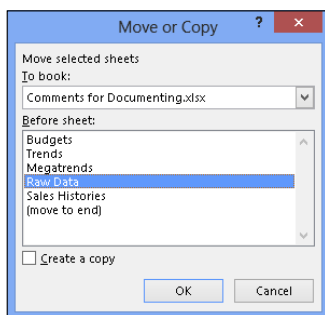 Move or Copy
?
×
Move selected sheets
To book:
Comments for Documenting.xlsx
Before sheet:
Budgets
Trends
Megatrends
Raw Data
Sales Histories
(move to end)
Create a copy
OK
Cancel